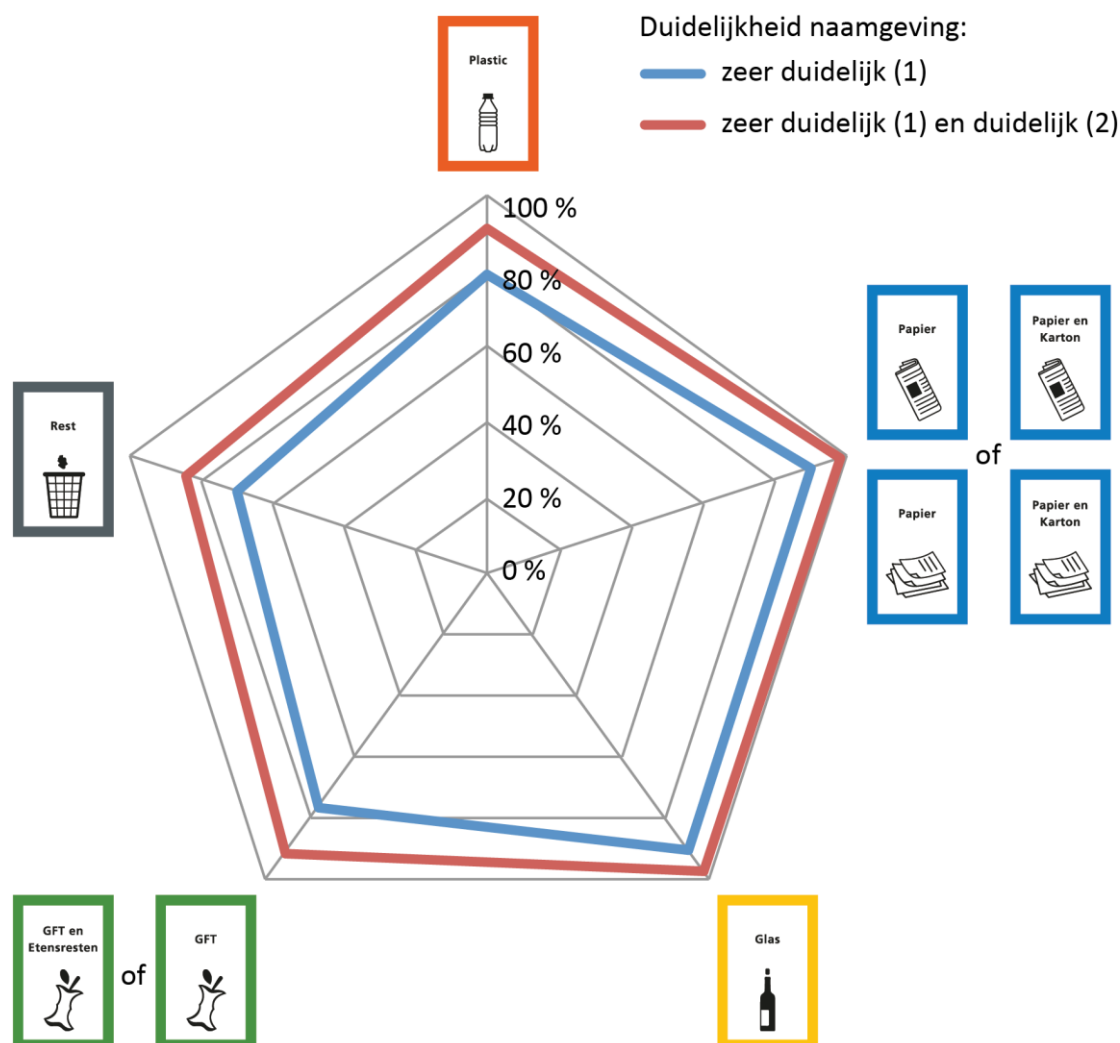 Duidelijkheid naamgeving:
zeer duidelijk (1)
zeer duidelijk (1) en duidelijk (2)
Plastic
100 %
80 %
60 %
40 %
20 %
0 %
Papier
Papier en
Karton
of
Papier
Papier en
Karton
Rest
GFT en
Etensresten
of
GFT
Glas